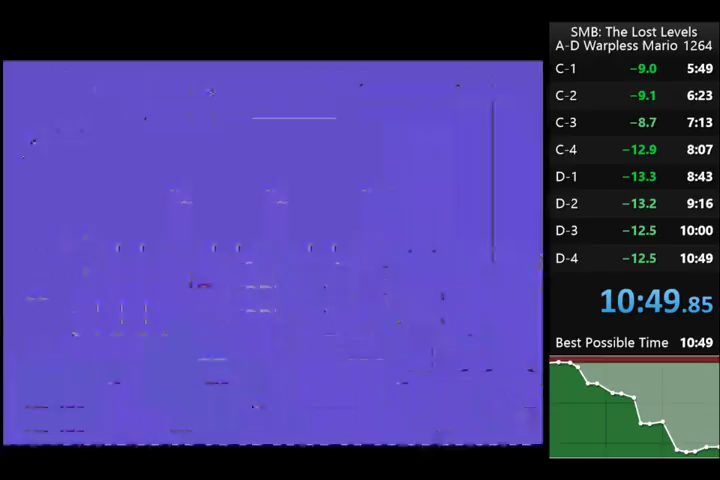 SMB: The Lost Levels
A-D Warpless Mario 1264
C-1 −9.0 5:49
C-2 −9.1 6:23
C-3 −8.7 7:13
C-4 −12.9 8:07
D-1 −13.3 8:43
D-2 −13.2 9:16
D-3 −12.5 10:00
D-4 −12.5 10:49
10:49.85
Best Possible Time 10:49